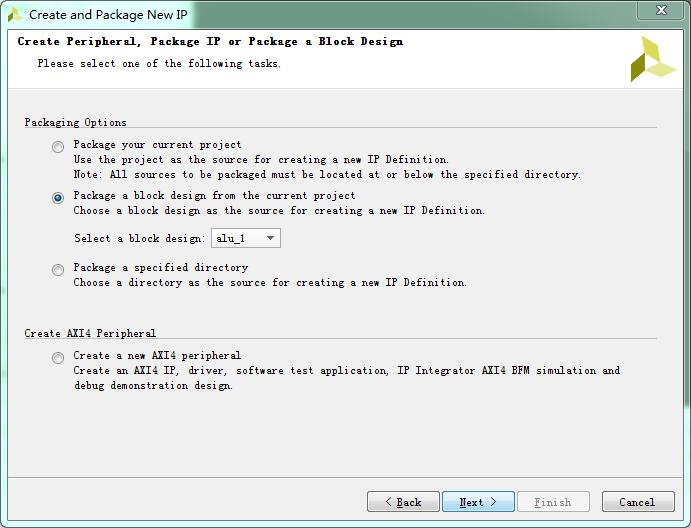 Create and Package New IP
Create Peripheral, Package IP or Package a Block Design
Please select one of the following tasks.
Packaging Options
Package your current project
Use the project as the source for creating a new IP Definition.
Note: All sources to be packaged must be located at or below the specified directory.
Package a block design from the current project
Choose a block design as the source for creating a new IP Definition.
Select a block design: alu_1
Package a specified directory
Choose a directory as the source for creating a new IP Definition.
Create AXI4 Peripheral
Create a new AXI4 peripheral
Create an AXI4 IP, driver, software test application, IP Integrator AXI4 BFM simulation and
debug demonstration design.
< Back Next > Finish Cancel